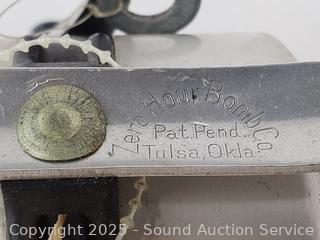 Zero Hour Bomb Co.
Pat. Pend.
Tulsa, Okla.
Copyright 2025 - Sound Auction Service